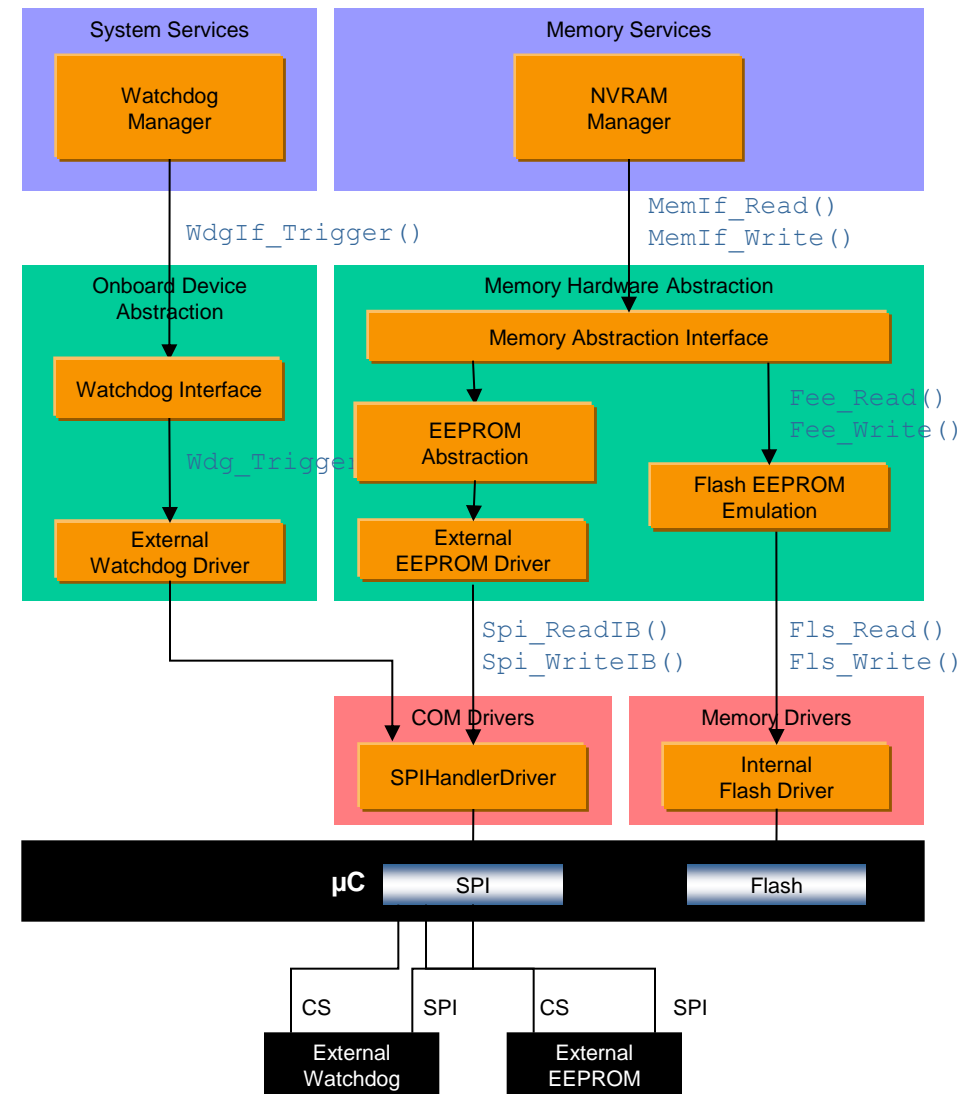 System Services
Memory Services
Watchdog
Manager
NVRAM
Manager
WdgIf_Trigger()
MemIf_Read()
MemIf_Write()
Onboard Device
Abstraction
Memory Hardware Abstraction
Memory Abstraction Interface
Watchdog Interface
Fee_Read()
Fee_Write()
EEPROM
Abstraction
Wdg_Trigger
Flash EEPROM
Emulation
External
Watchdog Driver
External
EEPROM Driver
Spi_ReadIB()
Spi_WriteIB()
Fls_Read()
Fls_Write()
COM Drivers
Memory Drivers
SPIHandlerDriver
Internal
Flash Driver
µC
SPI
Flash
CS
SPI
CS
SPI
External
Watchdog
External
EEPROM